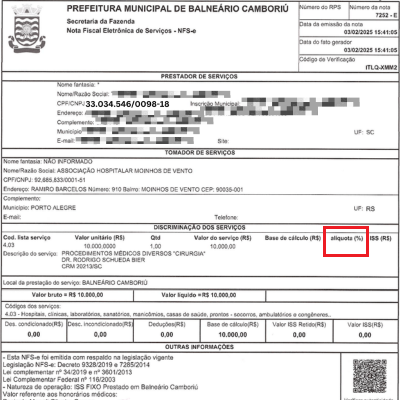 PREFEITURA MUNICIPAL DE BALNEÁRIO CAMBORIÚ
Secretaria da Fazenda
Nota Fiscal Eletrônica de Serviços - NFS-e
Número do RPS
Número da nota
7252 - E
Data da emissão da nota
03/02/2025 15:41:05
Data do fato gerador
03/02/2025 15:41:05
Código de Verificação
ITLQ-XMM2
PRESTADOR DE SERVIÇOS
Nome fantasia: *
Nome/Razão Social:
CPF/CNPJ 33.034.546/0098-18 Inscrição Municipal
Endereço:
Complemento:
Município UF: SC
E-mail: Site:
TOMADOR DE SERVIÇOS
Nome fantasia: NÃO INFORMADO
Nome/Razão Social: ASSOCIAÇÃO HOSPITALAR MOINHOS DE VENTO
CPF/CNPJ: 92.685.833/0001-51
Endereço: RAMIRO BARCELOS Número: 910 Bairro: MOINHOS DE VENTO CEP: 90035-001
Complemento:
Município: PORTO ALEGRE UF: RS
E-mail: Telefone:
DISCRIMINAÇÃO DOS SERVIÇOS
Cod. lista serviço Valor unitário (R$) Qtd Valor do serviço (R$) Base de cálculo (R$) aliquota (%) ISS (R$)
4.03 10.000,0000 1,00 10.000,00
Descrição do serviço: PROCEDIMENTOS MÉDICOS DIVERSOS "CIRURGIA"
DR. RODRIGO SCHUEDA BIER
CRM 20213/SC
Local da prestação de serviço: BALNEÁRIO CAMBORIÚ
Valor bruto = R$ 10.000,00 Valor líquido = R$ 10.000,00
Códigos dos serviços:
4.03 - Hospitais, clínicas, laboratórios, sanatórios, manicômios, casas de saúde, prontos - socorros, ambulatórios e congêneres..
Des. condicionado(R$) Desc. incondicionado(R$) Deduções(R$) Base de cálculo(R$) Valor ISS Retido(R$) Valor ISS(R$)
0,00 0,00 0,00 10.000,00 0,00 0,00
OUTRAS INFORMAÇÕES
- Esta NFS-e foi emitida com respaldo na legislação vigente
Leis e Decretos: Decreto 9328/2019 e 7285/2014
Lei complementar nº 34/2019 e nº 3601/2013
Lei Complementar Federal nº 116/2003
- Natureza de operação: ISS FIXO Prestado em Balneário Camboriú
Valor referente aos honorários médicos: